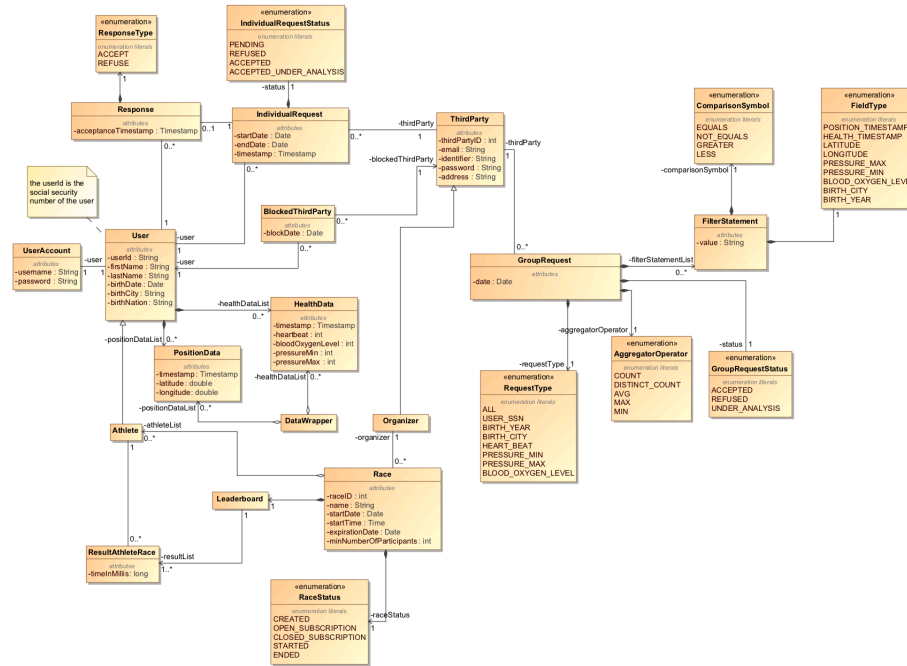 «enumeration»
ResponseType
enumeration literals
ACCEPT
REFUSE
1
«enumeration»
IndividualRequestStatus
enumeration literals
PENDING
REFUSED
ACCEPTED
ACCEPTED_UNDER_ANALYSIS
-status 1
Response
attributes
-acceptanceTimestamp : Timestamp
0..1
1
0..*
1
IndividualRequest
attributes
-startDate : Date
-endDate : Date
-timestamp : Timestamp
0..*
0..*
-thirdParty
1
ThirdParty
attributes
-thirdPartyID : int
-email : String
-identifier : String
-password : String
-address : String
1
-thirdParty
0..*
-blockedThirdParty
1
«enumeration»
ComparisonSymbol
enumeration literals
EQUALS
NOT_EQUALS
GREATER
LESS
-comparisonSymbol 1
«enumeration»
FieldType
enumeration literals
POSITION_TIMESTAMP
HEALTH_TIMESTAMP
LATITUDE
LONGITUDE
PRESSURE_MAX
PRESSURE_MIN
BLOOD_OXYGEN_LEVEL
BIRTH_CITY
BIRTH_YEAR
1
the userId is the
social security
number of the user
BlockedThirdParty
attributes
-blockDate : Date
0..*
0..*
FilterStatement
attributes
-value : String
UserAccount
attributes
-username : String
-password : String
-user
1
1
User
attributes
-userId : String
-firstName : String
-lastName : String
-birthDate : Date
-birthCity : String
-birthNation : String
-user
1
-user
1
GroupRequest
attributes
-date : Date
-filterStatementList
0..*
-healthDataList
0..*
HealthData
attributes
-timestamp : Timestamp
-heartbeat : int
-bloodOxygenLevel : int
-pressureMin : int
-pressureMax : int
-healthDataList
0..*
-positionDataList
0..*
PositionData
attributes
-timestamp : Timestamp
-latitude : double
-longitude : double
-positionDataList
0..*
DataWrapper
-aggregatorOperator 1
«enumeration»
AggregatorOperator
enumeration literals
COUNT
DISTINCT_COUNT
AVG
MAX
MIN
-status 1
«enumeration»
GroupRequestStatus
enumeration literals
ACCEPTED
REFUSED
UNDER_ANALYSIS
-requestType 1
«enumeration»
RequestType
enumeration literals
ALL
USER_SSN
BIRTH_YEAR
BIRTH_CITY
HEART_BEAT
PRESSURE_MIN
PRESSURE_MAX
BLOOD_OXYGEN_LEVEL
Athlete
-athleteList
0..*
1
0..*
Organizer
-organizer 1
0..*
Race
attributes
-raceID : int
-name : String
-startDate : Date
-startTime : Time
-expirationDate : Date
-minNumberOfParticipants : int
Leaderboard
1
1
ResultAthleteRace
attributes
-timeInMillis : long
-resultList
1..*
«enumeration»
RaceStatus
enumeration literals
CREATED
OPEN_SUBSCRIPTION
CLOSED_SUBSCRIPTION
STARTED
ENDED
-raceStatus
1